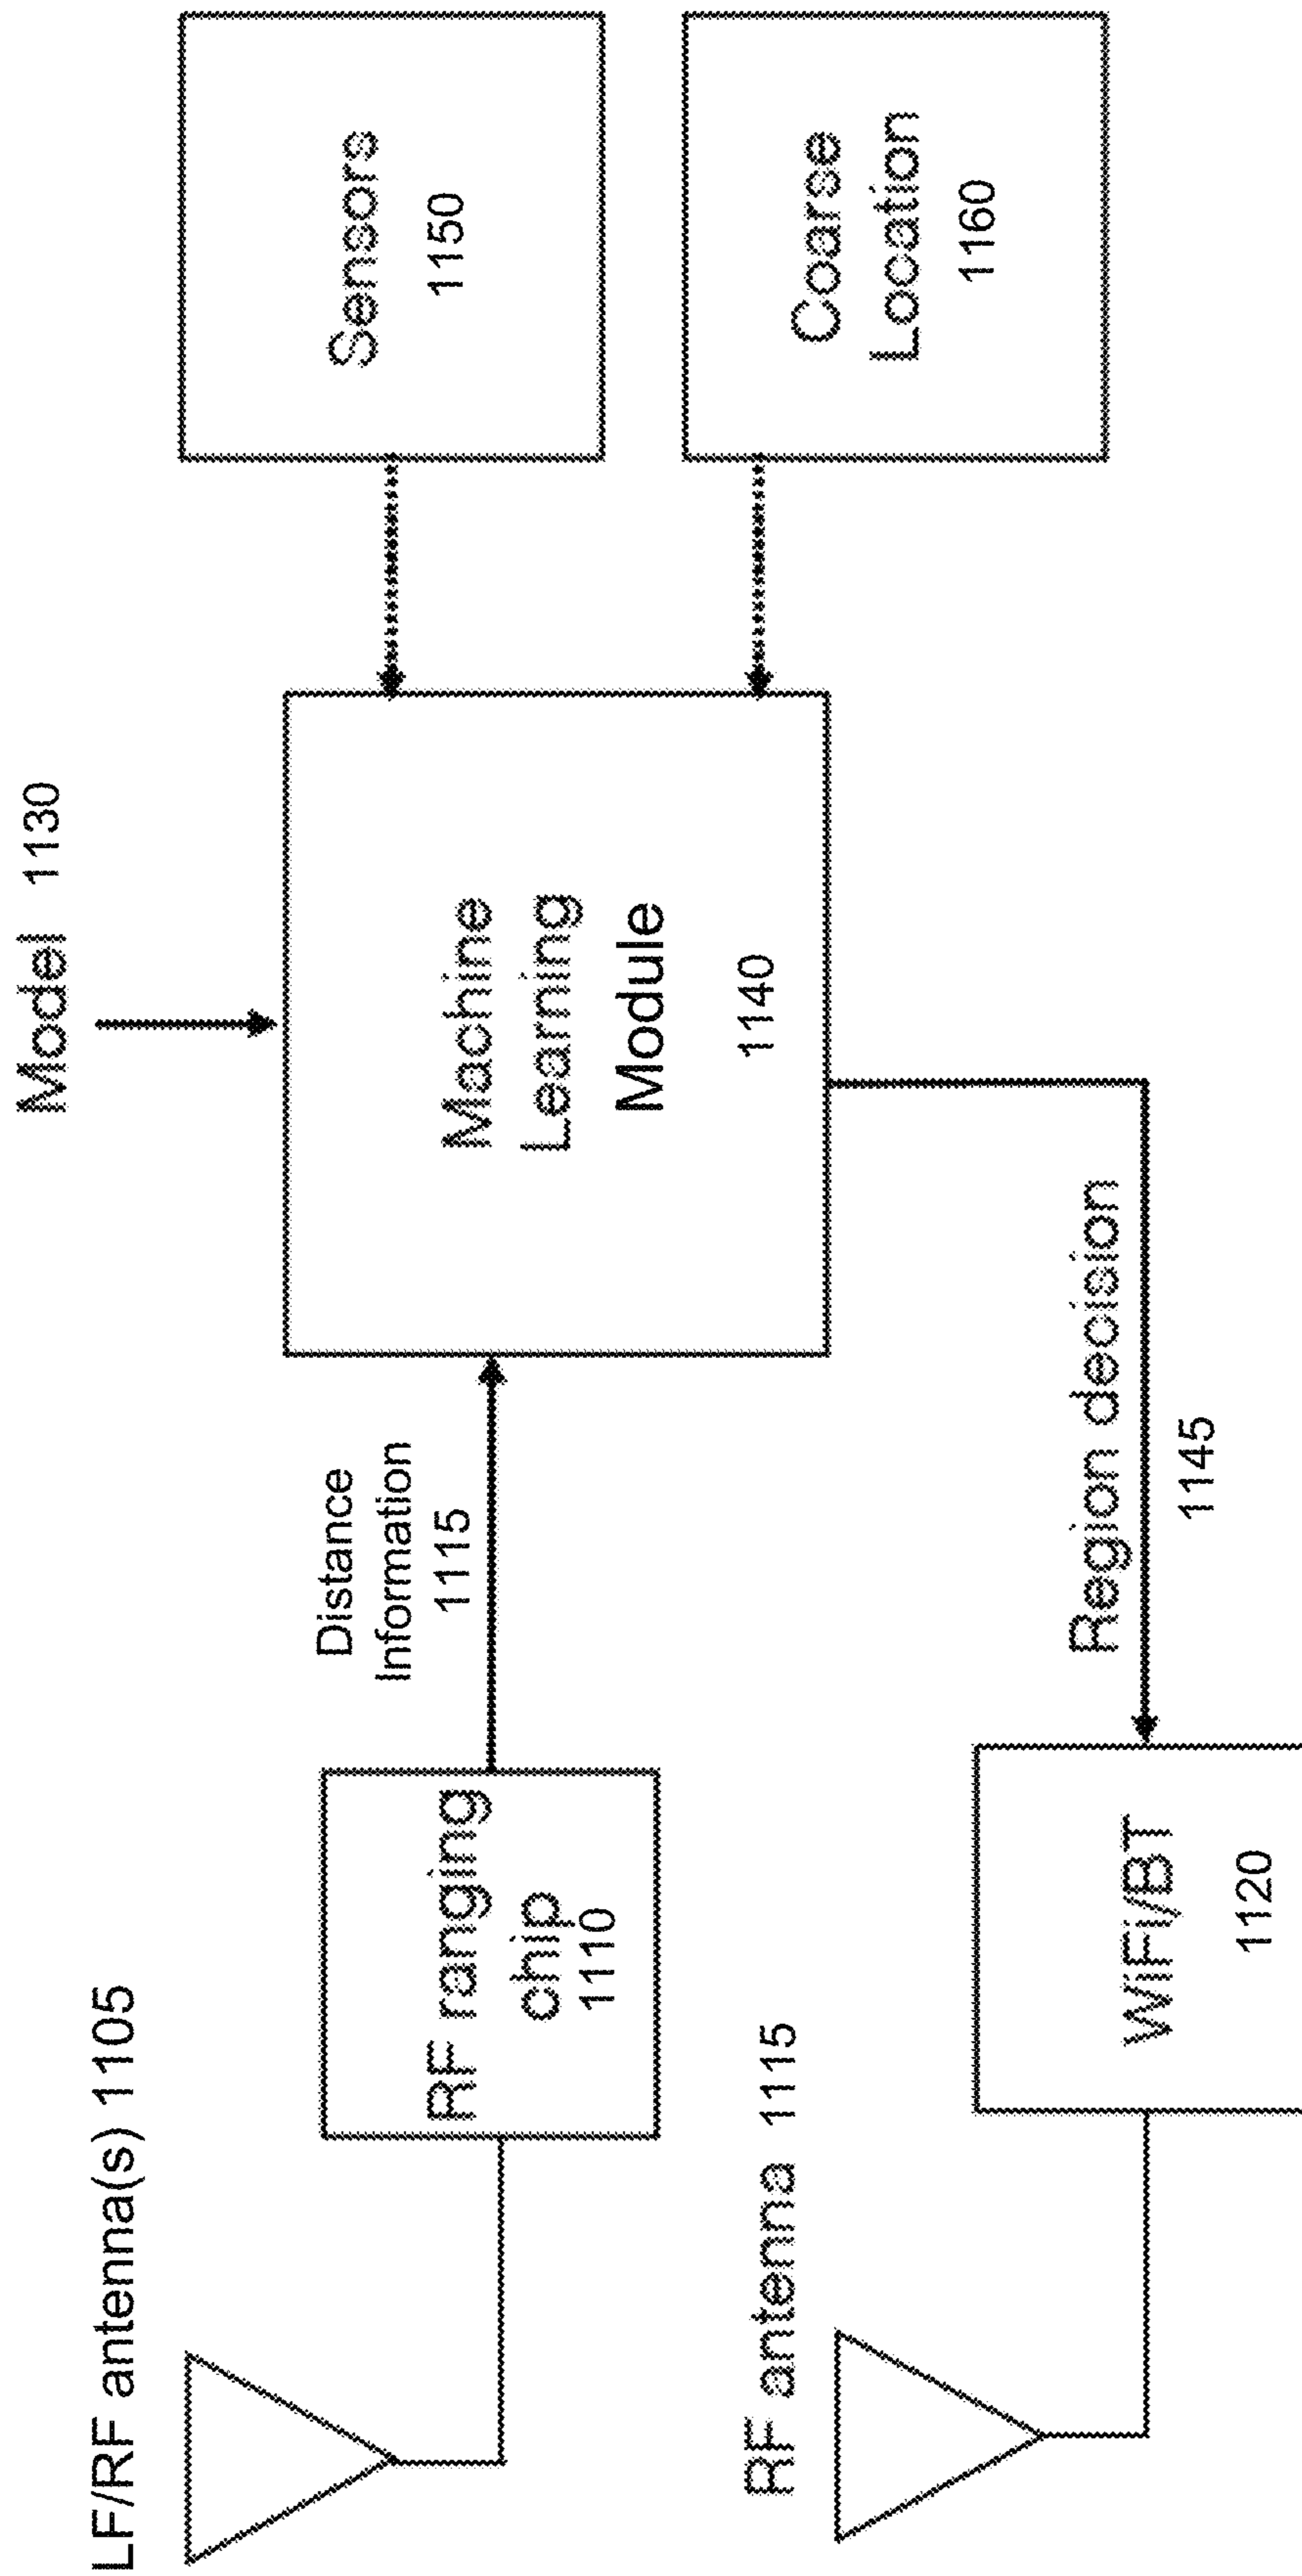 LF/RF antenna(s) 1105
RF ranging
chip
1110
Distance
Information
1115
Model 1130
Machine
Learning
Module
1140
Sensors
1150
Coarse
Location
1160
RF antenna 1115
WiFi/BT
1120
Region decision
1145